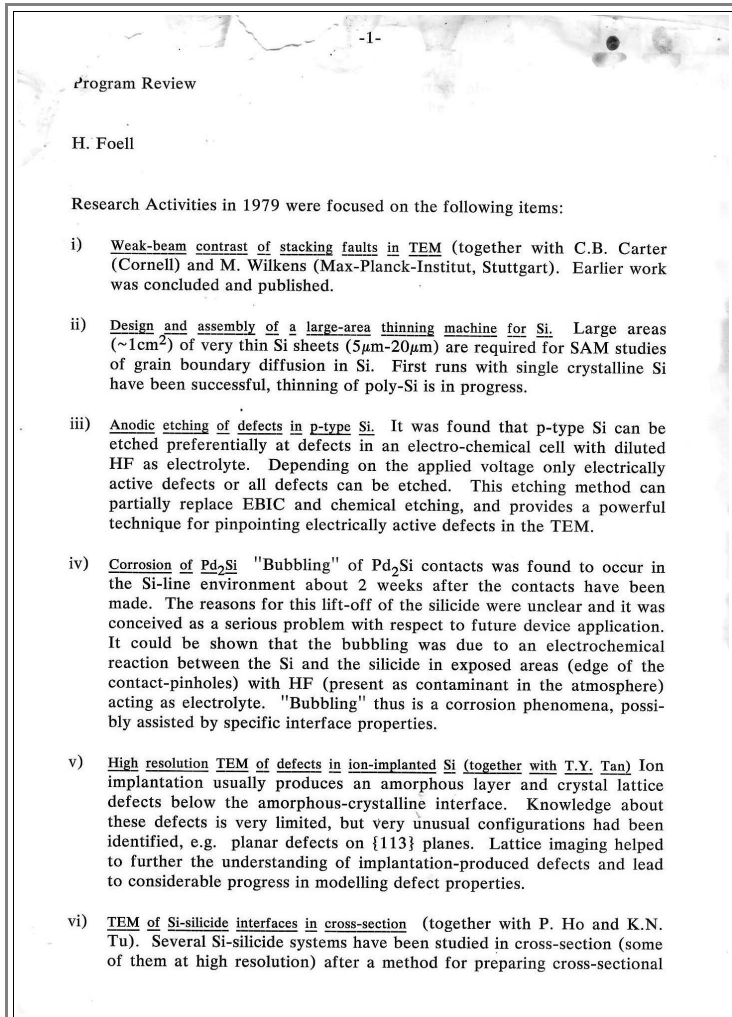 -1-
Program Review
H. Foell
Research Activities in 1979 were focused on the following items:
i) Weak-beam contrast of stacking faults in TEM (together with C.B. Carter
(Cornell) and M. Wilkens (Max-Planck-Institut, Stuttgart). Earlier work
was concluded and published.
ii) Design and assembly of a large-area thinning machine for Si. Large areas
(~1cm²) of very thin Si sheets (5μm-20μm) are required for SAM studies
of grain boundary diffusion in Si. First runs with single crystalline Si
have been successful, thinning of poly-Si is in progress.
iii) Anodic etching of defects in p-type Si. It was found that p-type Si can be
etched preferentially at defects in an electro-chemical cell with diluted
HF as electrolyte. Depending on the applied voltage only electrically
active defects or all defects can be etched. This etching method can
partially replace EBIC and chemical etching, and provides a powerful
technique for pinpointing electrically active defects in the TEM.
iv) Corrosion of Pd₂Si "Bubbling" of Pd₂Si contacts was found to occur in
the Si-line environment about 2 weeks after the contacts have been
made. The reasons for this lift-off of the silicide were unclear and it was
conceived as a serious problem with respect to future device application.
It could be shown that the bubbling was due to an electrochemical
reaction between the Si and the silicide in exposed areas (edge of the
contact-pinholes) with HF (present as contaminant in the atmosphere)
acting as electrolyte. "Bubbling" thus is a corrosion phenomena, possi-
bly assisted by specific interface properties.
v) High resolution TEM of defects in ion-implanted Si (together with T.Y. Tan) Ion
implantation usually produces an amorphous layer and crystal lattice
defects below the amorphous-crystalline interface. Knowledge about
these defects is very limited, but very unusual configurations had been
identified, e.g. planar defects on {113} planes. Lattice imaging helped
to further the understanding of implantation-produced defects and lead
to considerable progress in modelling defect properties.
vi) TEM of Si-silicide interfaces in cross-section (together with P. Ho and K.N.
Tu). Several Si-silicide systems have been studied in cross-section (some
of them at high resolution) after a method for preparing cross-sectional